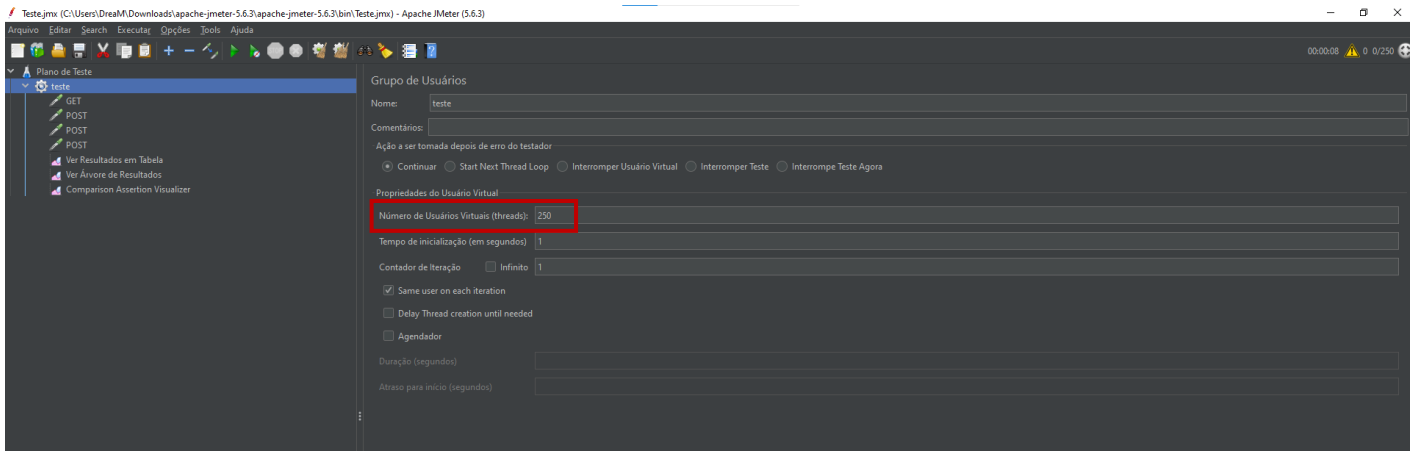 Teste.jmx (C:\Users\DreaM\Downloads\apache-jmeter-5.6.3\apache-jmeter-5.6.3\bin\Teste.jmx) - Apache JMeter (5.6.3)
Arquivo Editar Search Executar Opções Tools Ajuda
00:00:08 0 0/250
Plano de Teste
teste
GET
POST
POST
POST
Ver Resultados em Tabela
Ver Árvore de Resultados
Comparison Assertion Visualizer
Grupo de Usuários
Nome: teste
Comentários:
Ação a ser tomada depois de erro do testador
Continuar Start Next Thread Loop Interromper Usuário Virtual Interromper Teste Interrompe Teste Agora
Propriedades do Usuário Virtual
Número de Usuários Virtuais (threads): 250
Tempo de inicialização (em segundos) 1
Contador de Iteração Infinito 1
Same user on each iteration
Delay Thread creation until needed
Agendador
Duração (segundos)
Atraso para início (segundos)